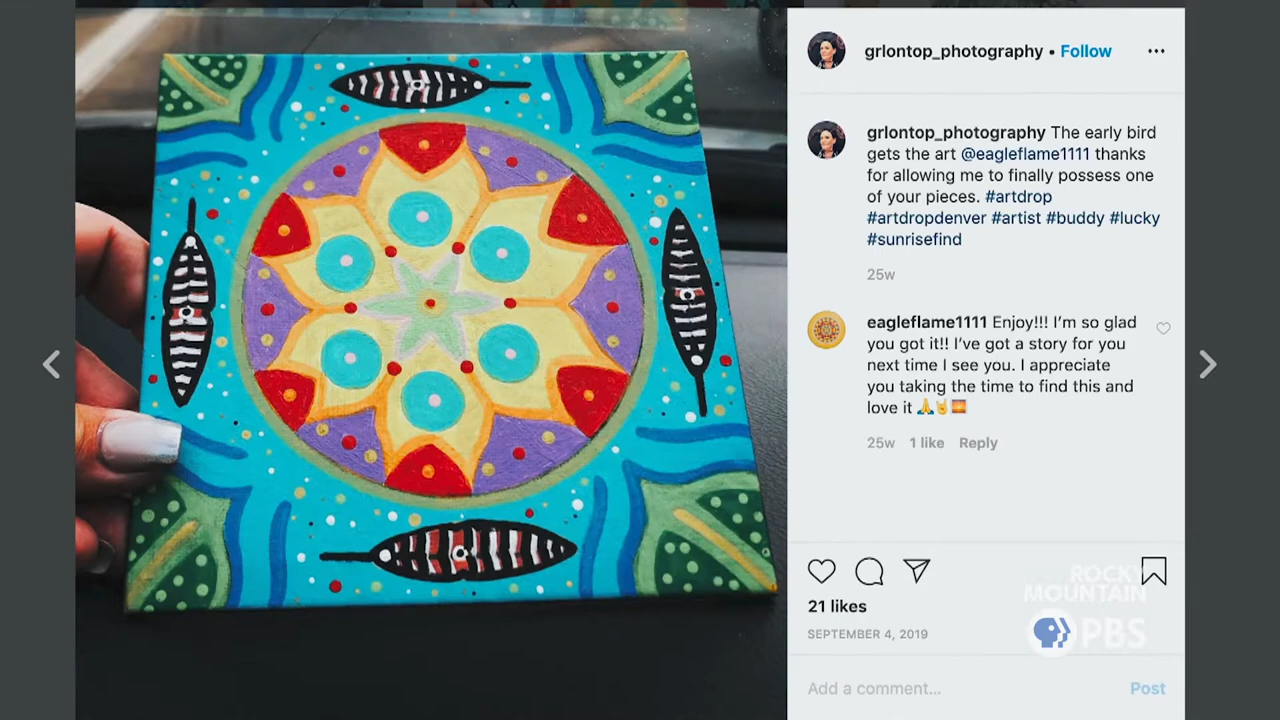 grlontop_photography • Follow
grlontop_photography The early bird
gets the art @eagleflame1111 thanks
for allowing me to finally possess one
of your pieces. #artdrop
#artdropdenver #artist #buddy #lucky
#sunrisefind
25w
eagleflame1111 Enjoy!!! I’m so glad
you got it!! I’ve got a story for you
next time I see you. I appreciate
you taking the time to find this and
love it 🙏🤘🌅
25w 1 like Reply
21 likes
SEPTEMBER 4, 2019
ROCKY
MOUNTAIN
PBS
Add a comment... Post